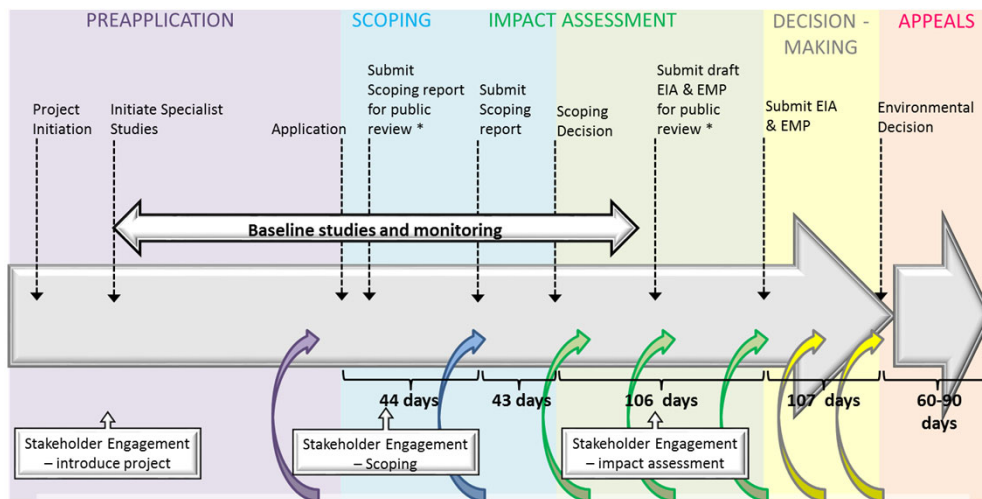 PREAPPLICATION
SCOPING
IMPACT ASSESSMENT
DECISION -
MAKING
APPEALS
Project
Initiation
Initiate Specialist
Studies
Application
Submit
Scoping report
for public
review *
Submit
Scoping
report
Scoping
Decision
Submit draft
EIA & EMP
for public
review *
Submit EIA
& EMP
Environmental
Decision
Baseline studies and monitoring
44 days
43 days
106 days
107 days
60-90
days
Stakeholder Engagement
– introduce project
Stakeholder Engagement
– Scoping
Stakeholder Engagement
– impact assessment